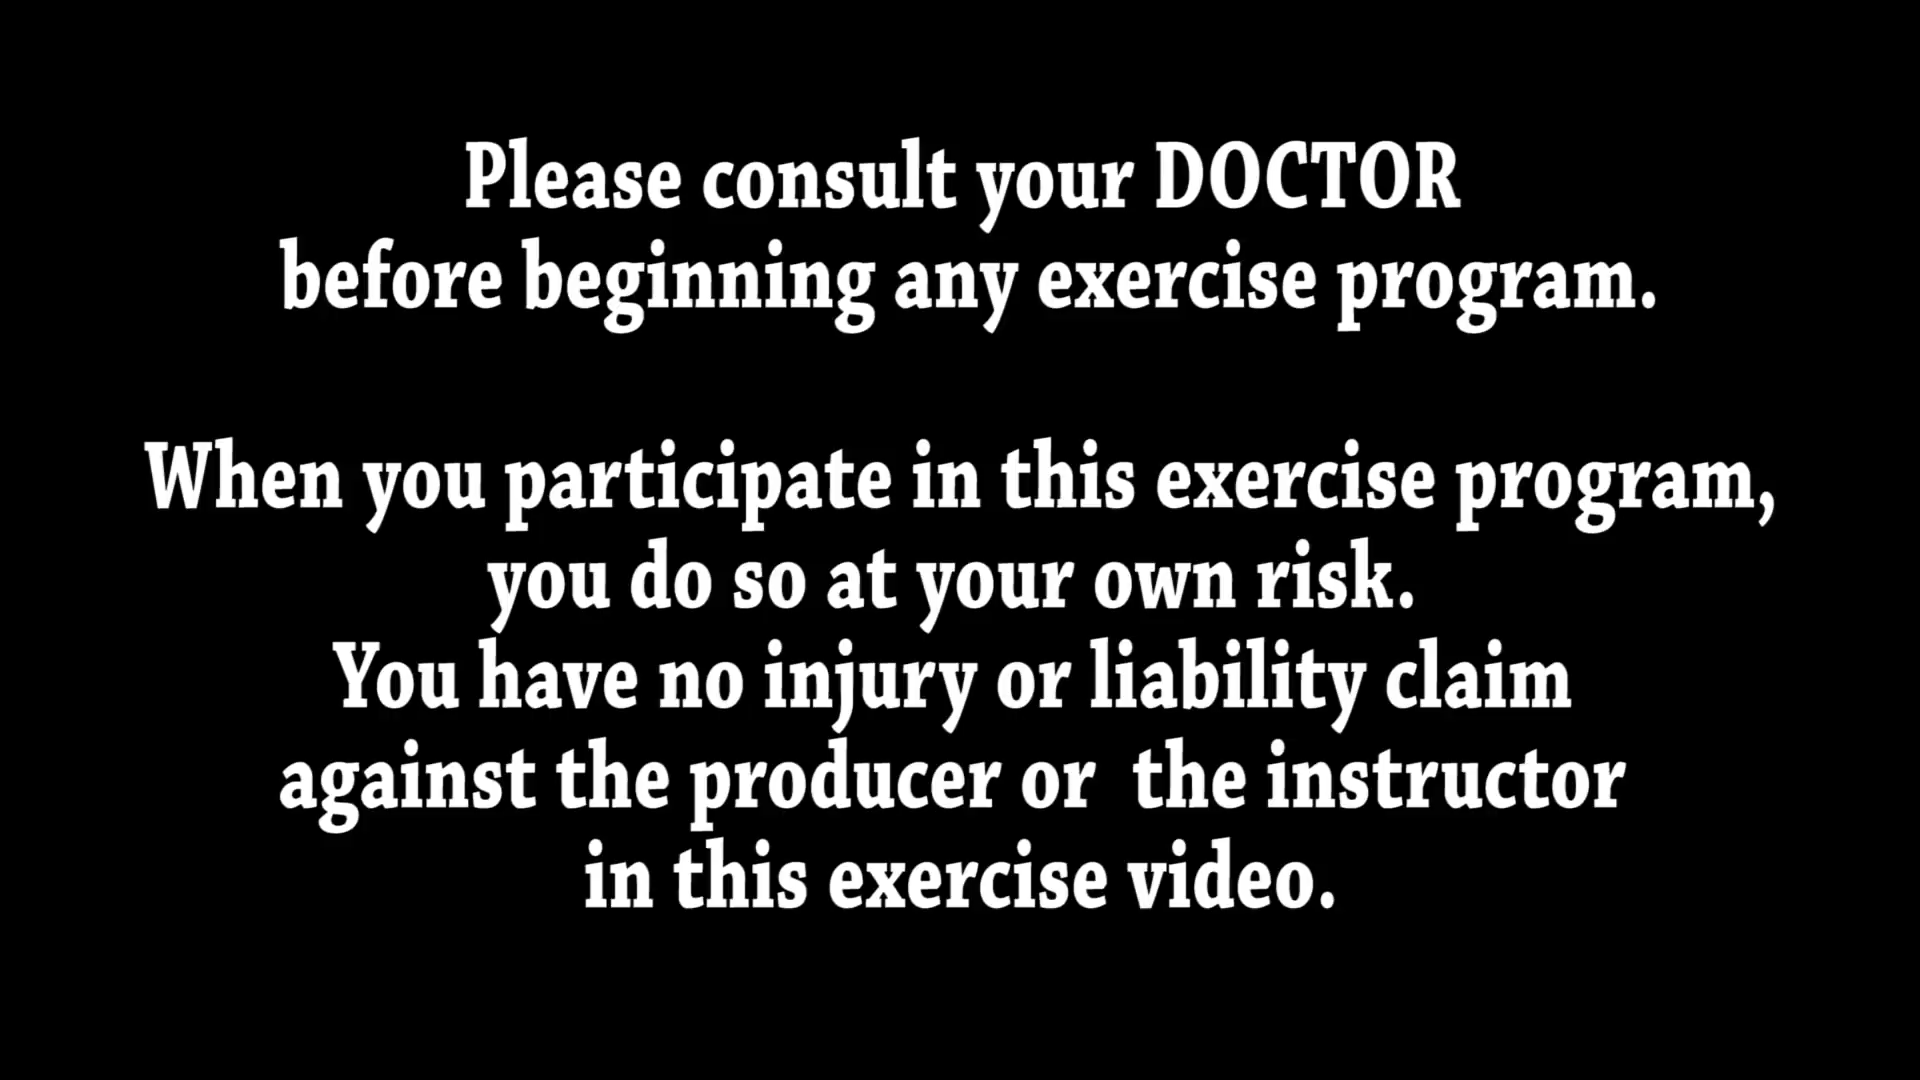 Please consult your DOCTOR
before beginning any exercise program.
When you participate in this exercise program,
you do so at your own risk.
You have no injury or liability claim
against the producer or  the instructor
in this exercise video.